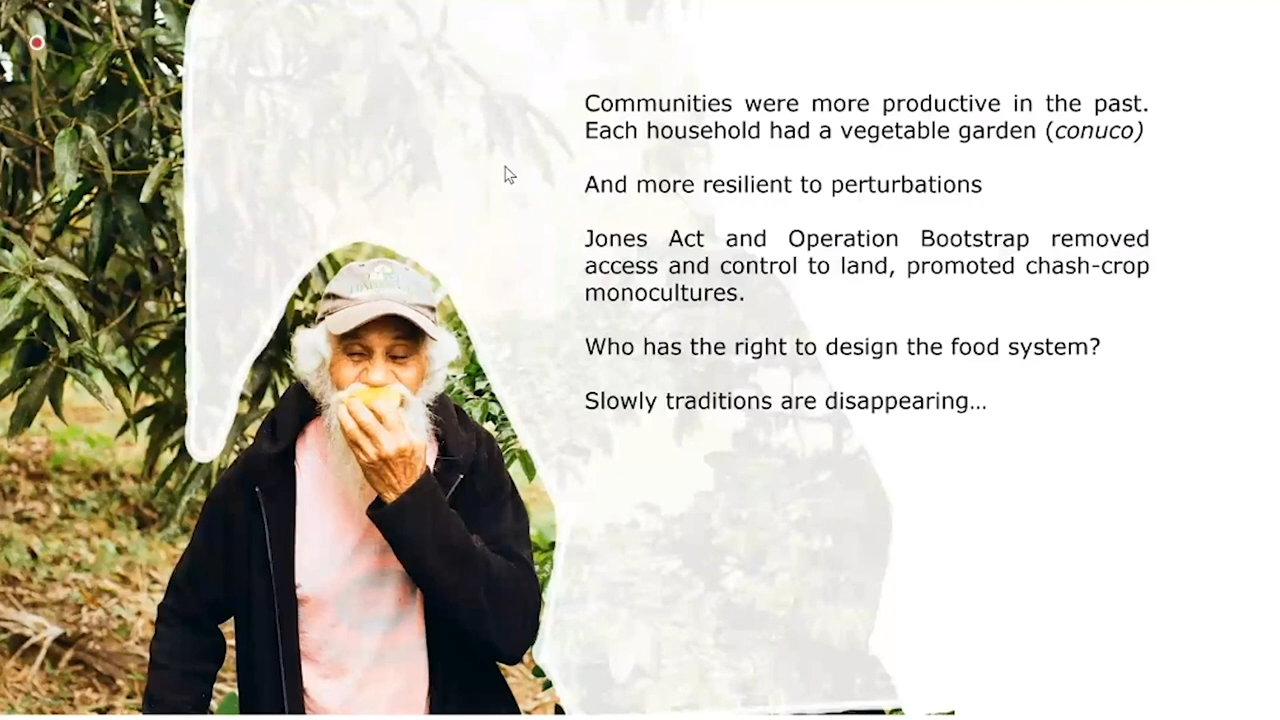 Communities were more productive in the past.
Each household had a vegetable garden (conuco)
And more resilient to perturbations
Jones Act and Operation Bootstrap removed
access and control to land, promoted chash-crop
monocultures.
Who has the right to design the food system?
Slowly traditions are disappearing…